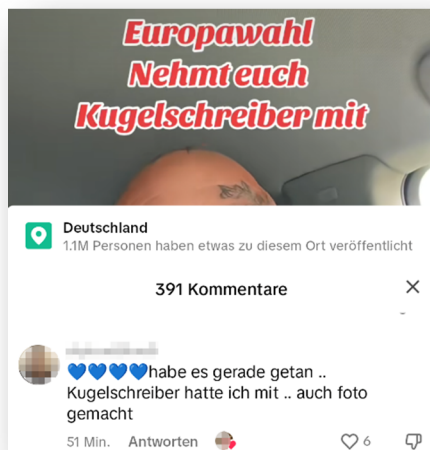 Europawahl
Nehmt euch
Kugelschreiber mit
Deutschland
1.1M Personen haben etwas zu diesem Ort veröffentlicht
391 Kommentare
💙💙💙💙habe es gerade getan ..
Kugelschreiber hatte ich mit .. auch foto
gemacht
51 Min. Antworten 6